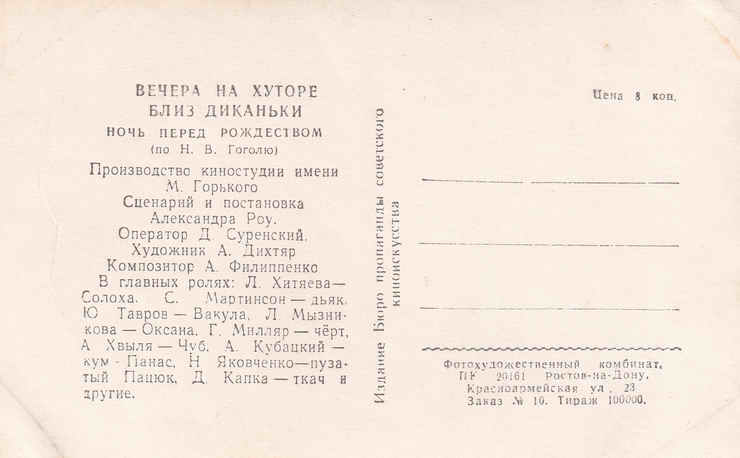 ВЕЧЕРА НА ХУТОРЕ
БЛИЗ ДИКАНЬКИ
НОЧЬ ПЕРЕД РОЖДЕСТВОМ
(по Н. В. Гоголю)
Производство киностудии имени
М. Горького
Сценарий и постановка
Александра Роу.
Оператор Д. Суренский.
Художник А. Дихтяр
Композитор А. Филиппенко
В главных ролях: Л. Хитяева—
Солоха, С. Мартинсон — дьяк,
Ю Тавров — Вакула, Л. Мызни-
кова — Оксана, Г. Милляр — чёрт,
А Хвыля — Чуб, А. Кубацкий —
кум - Панас, Н Яковченко — пуза-
тый Пацюк, Д. Капка — ткач и
другие.
Издание Бюро пропаганды советского
киноискусства
Цена 8 коп.
Фотохудожественный комбинат,
ПК 20161 Ростов-на-Дону,
Красноармейская ул, 23
Заказ № 10. Тираж 100000.